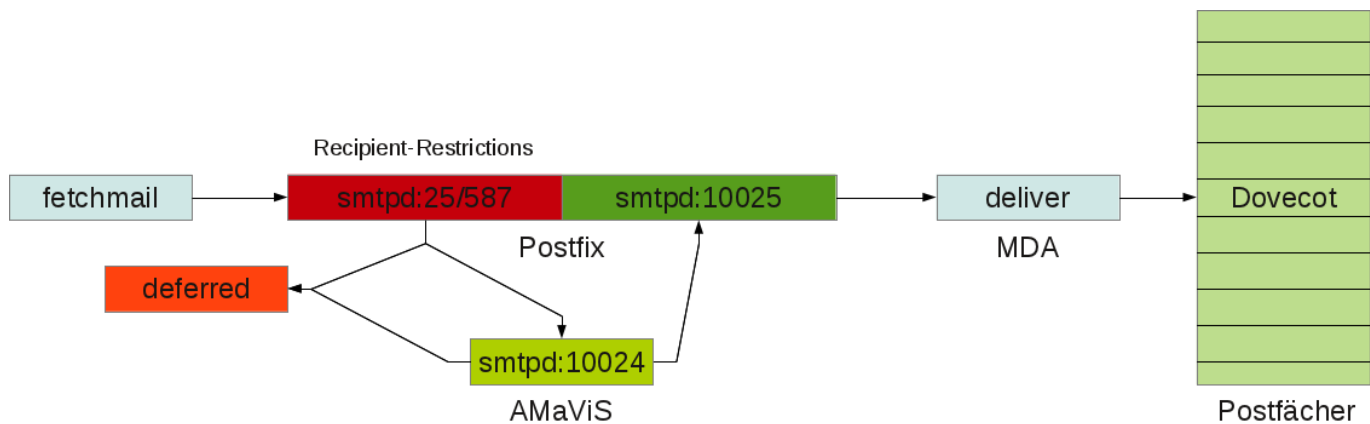 Recipient-Restrictions
fetchmail
smtpd:25/587
smtpd:10025
deliver
Dovecot
Postfix
MDA
deferred
smtpd:10024
AMaViS
Postfächer